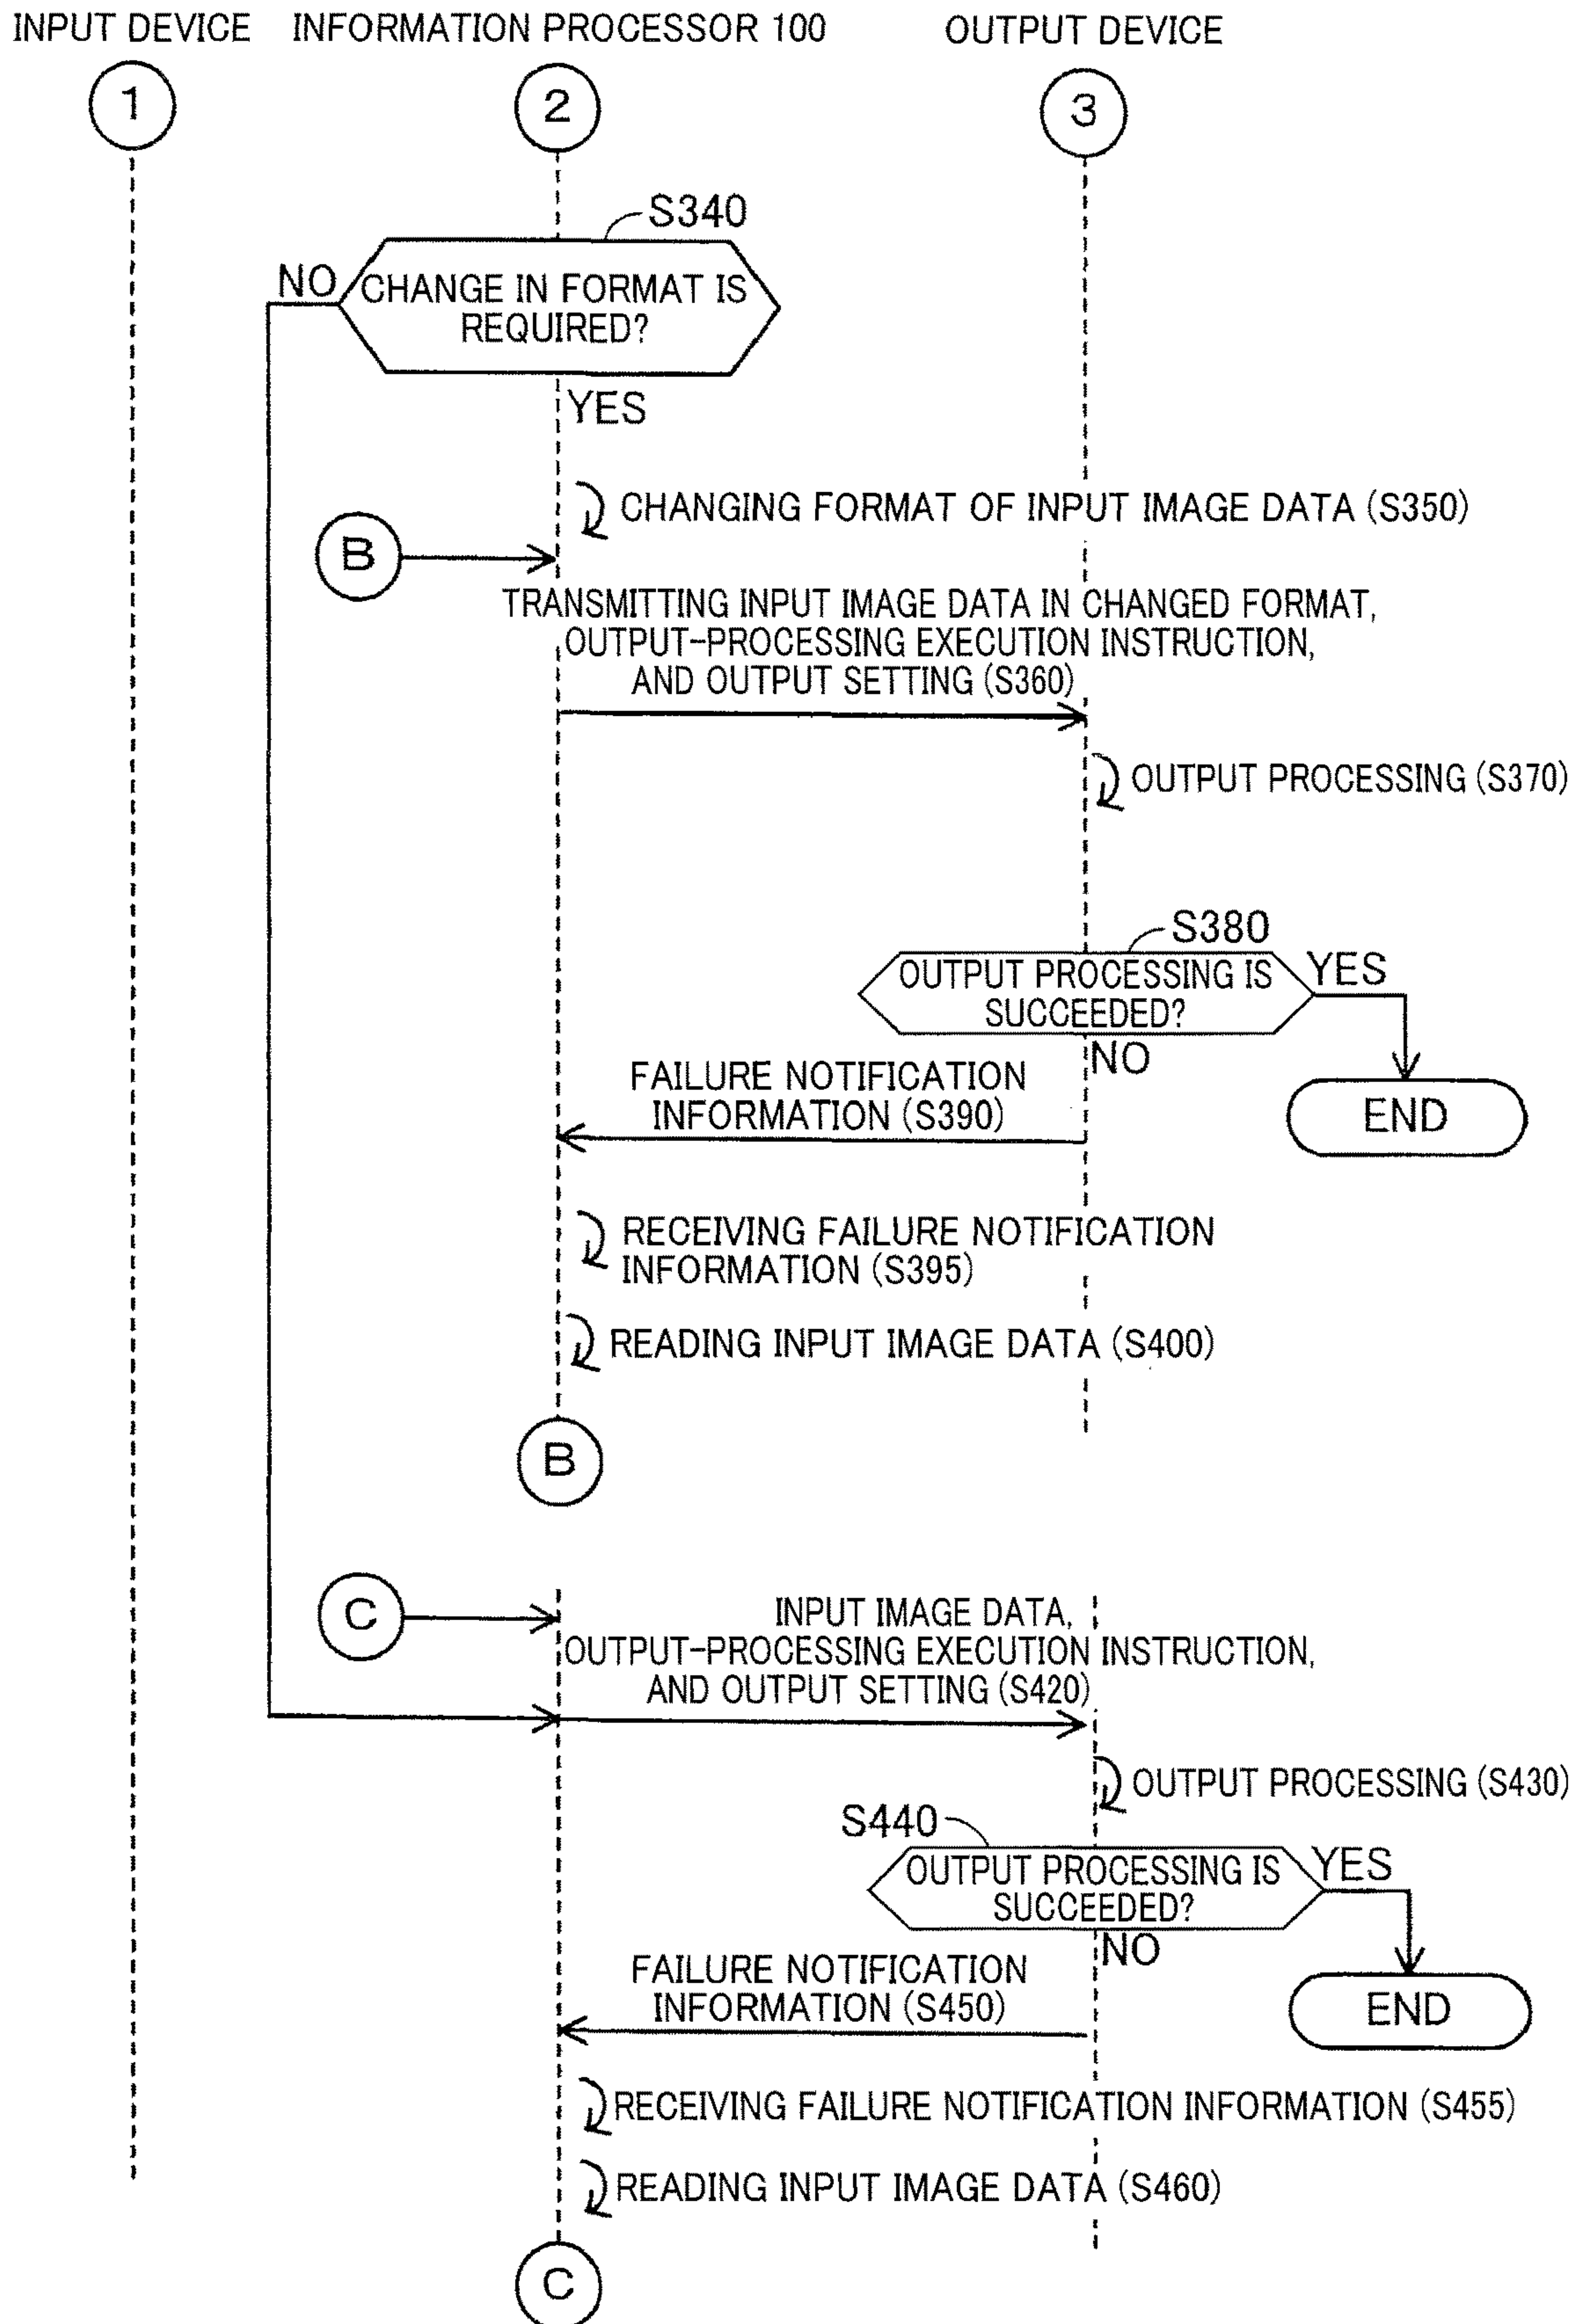 INPUT DEVICE INFORMATION PROCESSOR 100 OUTPUT DEVICE
1 2 3
S340
NO
CHANGE IN FORMAT IS
REQUIRED?
YES
CHANGING FORMAT OF INPUT IMAGE DATA (S350)
B
TRANSMITTING INPUT IMAGE DATA IN CHANGED FORMAT,
OUTPUT-PROCESSING EXECUTION INSTRUCTION,
AND OUTPUT SETTING (S360)
OUTPUT PROCESSING (S370)
S380
OUTPUT PROCESSING IS
SUCCEEDED?
YES
NO
END
FAILURE NOTIFICATION
INFORMATION (S390)
RECEIVING FAILURE NOTIFICATION
INFORMATION (S395)
READING INPUT IMAGE DATA (S400)
B
C
INPUT IMAGE DATA,
OUTPUT-PROCESSING EXECUTION INSTRUCTION,
AND OUTPUT SETTING (S420)
OUTPUT PROCESSING (S430)
S440
OUTPUT PROCESSING IS
SUCCEEDED?
YES
NO
END
FAILURE NOTIFICATION
INFORMATION (S450)
RECEIVING FAILURE NOTIFICATION INFORMATION (S455)
READING INPUT IMAGE DATA (S460)
C